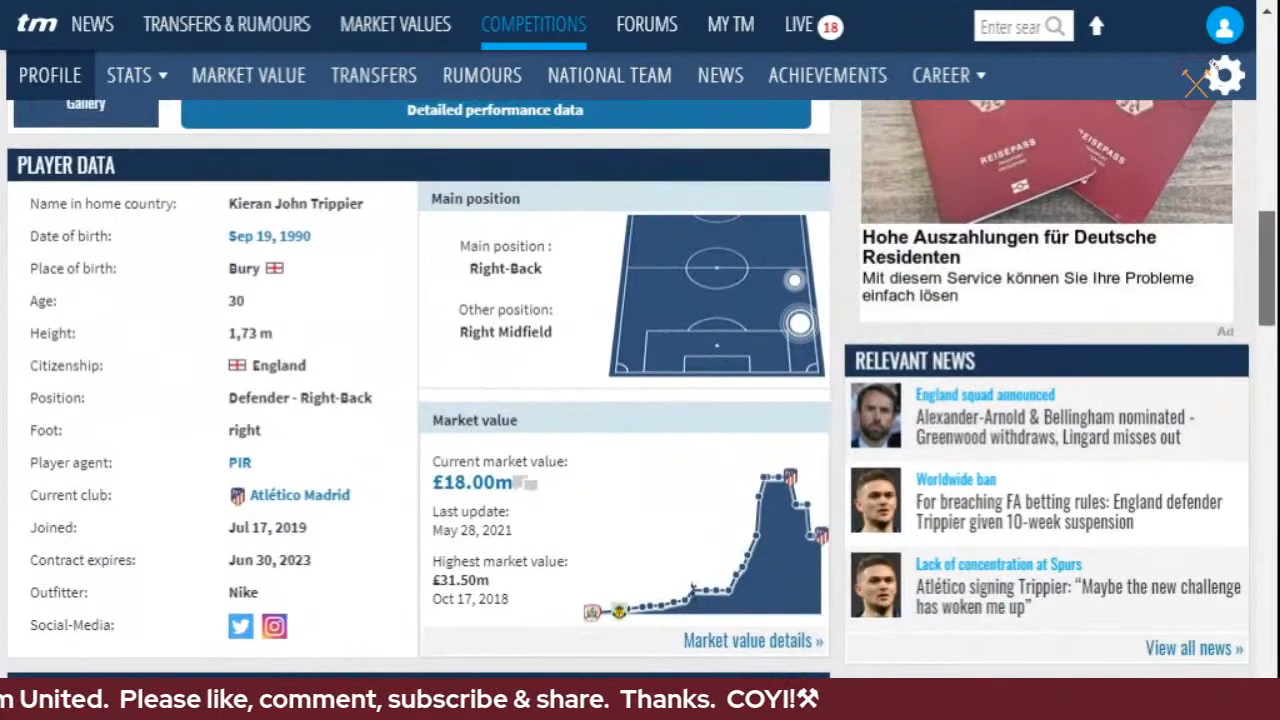 tm NEWS TRANSFERS & RUMOURS MARKET VALUES COMPETITIONS FORUMS MY TM LIVE 18 Enter sear
PROFILE STATS MARKET VALUE TRANSFERS RUMOURS NATIONAL TEAM NEWS ACHIEVEMENTS CAREER
Gallery
Detailed performance data
PLAYER DATA
Name in home country: Kieran John Trippier
Date of birth: Sep 19, 1990
Place of birth: Bury
Age: 30
Height: 1,73 m
Citizenship: England
Position: Defender - Right-Back
Foot: right
Player agent: PIR
Current club: Atlético Madrid
Joined: Jul 17, 2019
Contract expires: Jun 30, 2023
Outfitter: Nike
Social-Media:
Main position
Main position :
Right-Back
Other position:
Right Midfield
Market value
Current market value:
£18.00m
Last update:
May 28, 2021
Highest market value:
£31.50m
Oct 17, 2018
Market value details »
REISEPASS
REISEPASS
Hohe Auszahlungen für Deutsche
Residenten
Mit diesem Service können Sie Ihre Probleme
einfach lösen
Ad
RELEVANT NEWS
England squad announced
Alexander-Arnold & Bellingham nominated -
Greenwood withdraws, Lingard misses out
Worldwide ban
For breaching FA betting rules: England defender
Trippier given 10-week suspension
Lack of concentration at Spurs
Atlético signing Trippier: “Maybe the new challenge
has woken me up”
View all news »
m United. Please like, comment, subscribe & share. Thanks. COYI!⚒